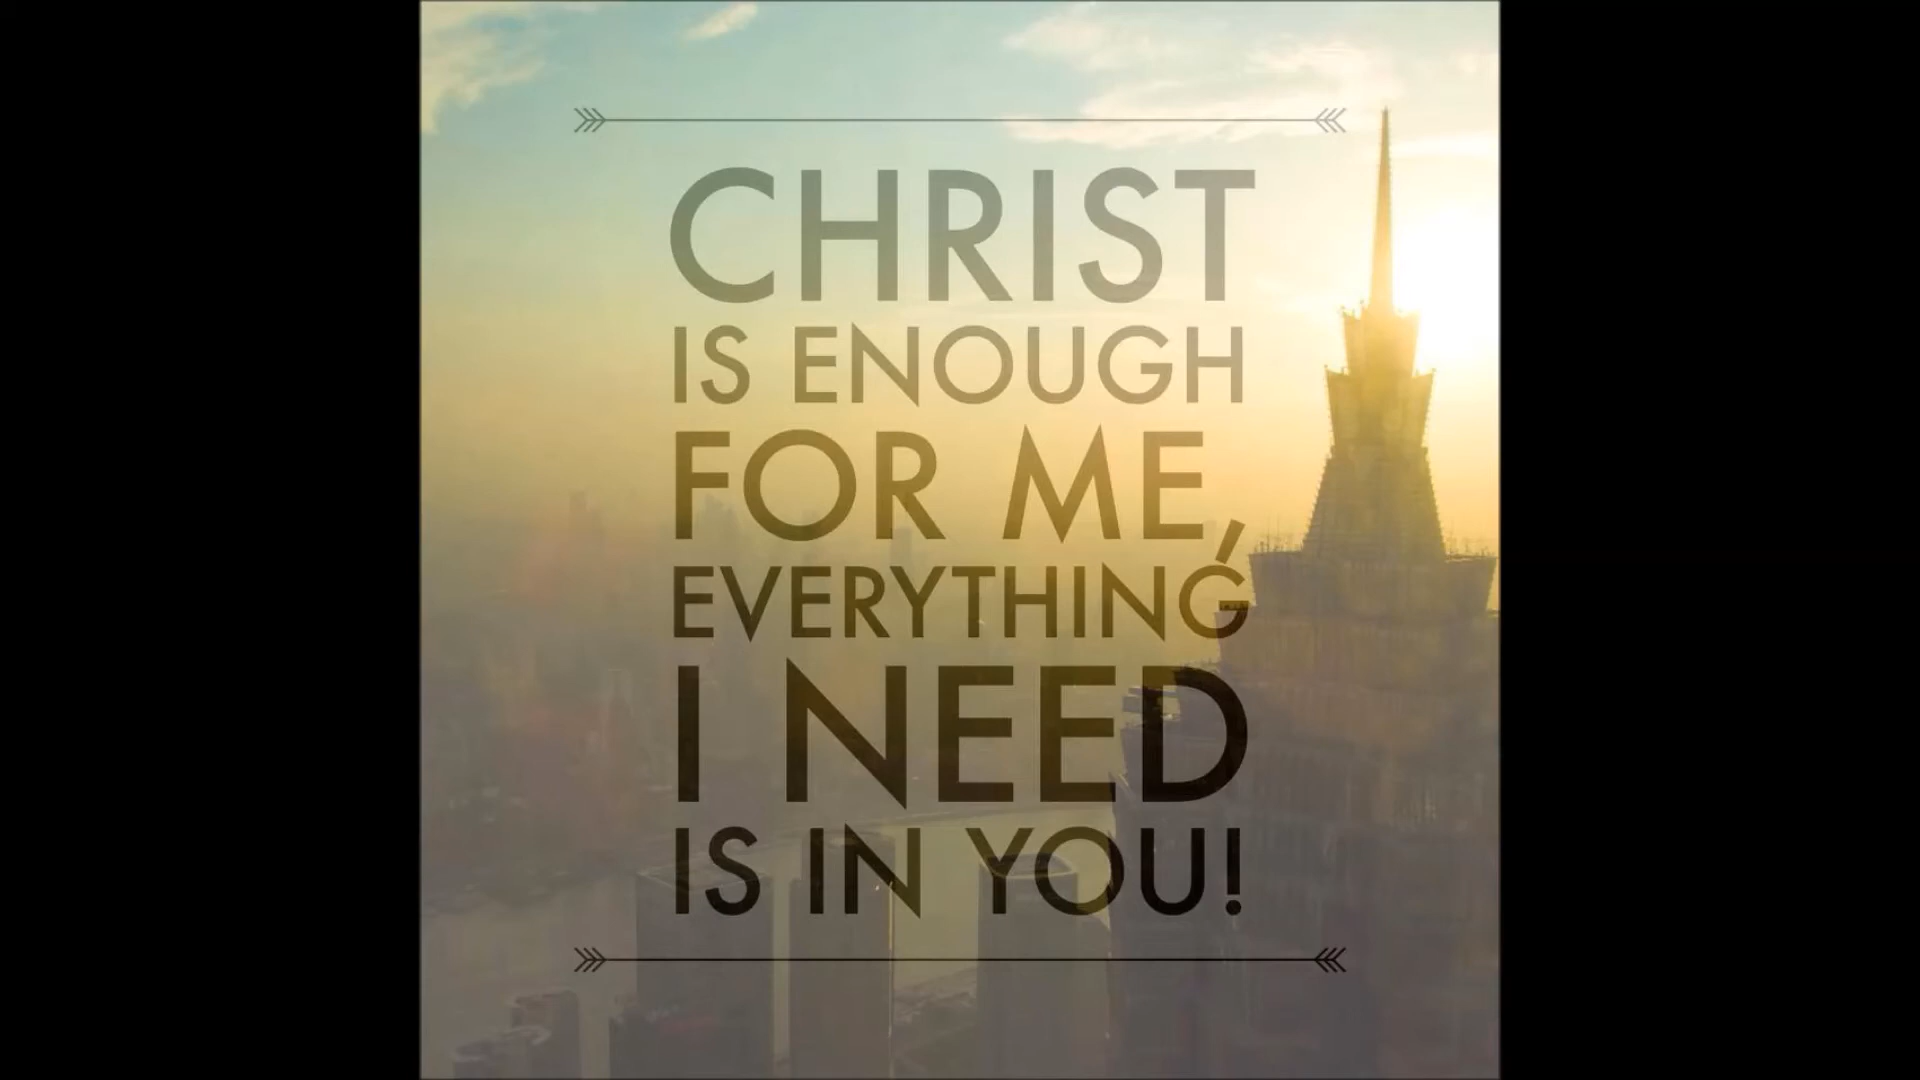 CHRIST
IS ENOUGH
FOR ME,
EVERYTHING
I NEED
IS IN YOU!